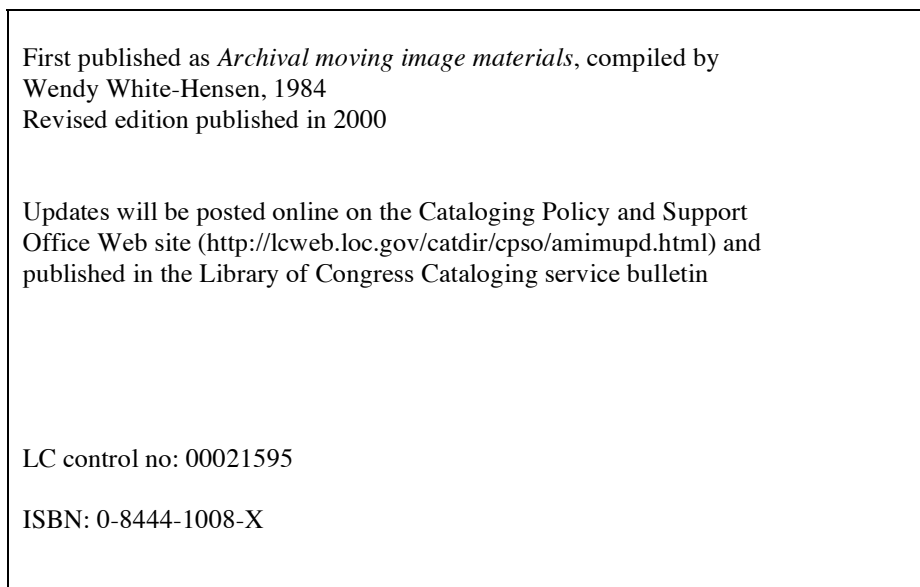 First published as Archival moving image materials, compiled by
Wendy White-Hensen, 1984
Revised edition published in 2000
Updates will be posted online on the Cataloging Policy and Support
Office Web site (http://lcweb.loc.gov/catdir/cpso/amimupd.html) and
published in the Library of Congress Cataloging service bulletin
LC control no: 00021595
ISBN: 0-8444-1008-X